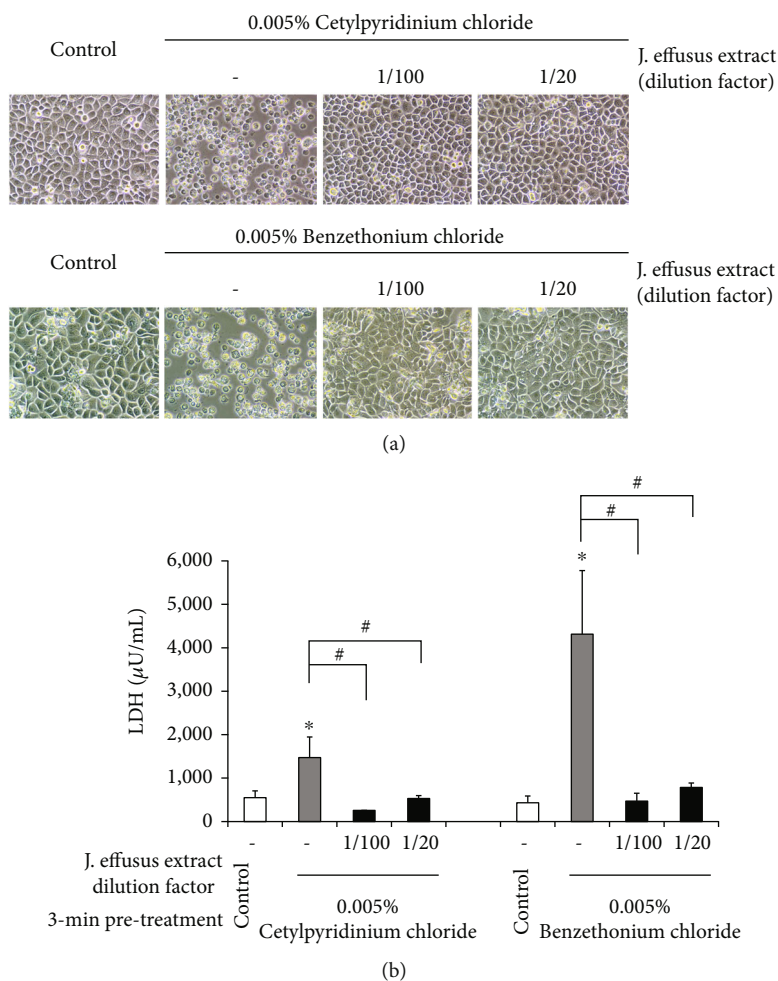 0.005% Cetylpyridinium chloride
Control
J. effusus extract
(dilution factor)
- 1/100 1/20
0.005% Benzethonium chloride
Control
J. effusus extract
(dilution factor)
- 1/100 1/20
(a)
#
#
6,000
*
5,000
#
4,000
#
3,000
2,000
*
1,000
0
LDH (µU/mL)
- - 1/100 1/20 - - 1/100 1/20
J. effusus extract
dilution factor
3-min pre-treatment
Control
0.005%
Cetylpyridinium chloride
Control
0.005%
Benzethonium chloride
(b)